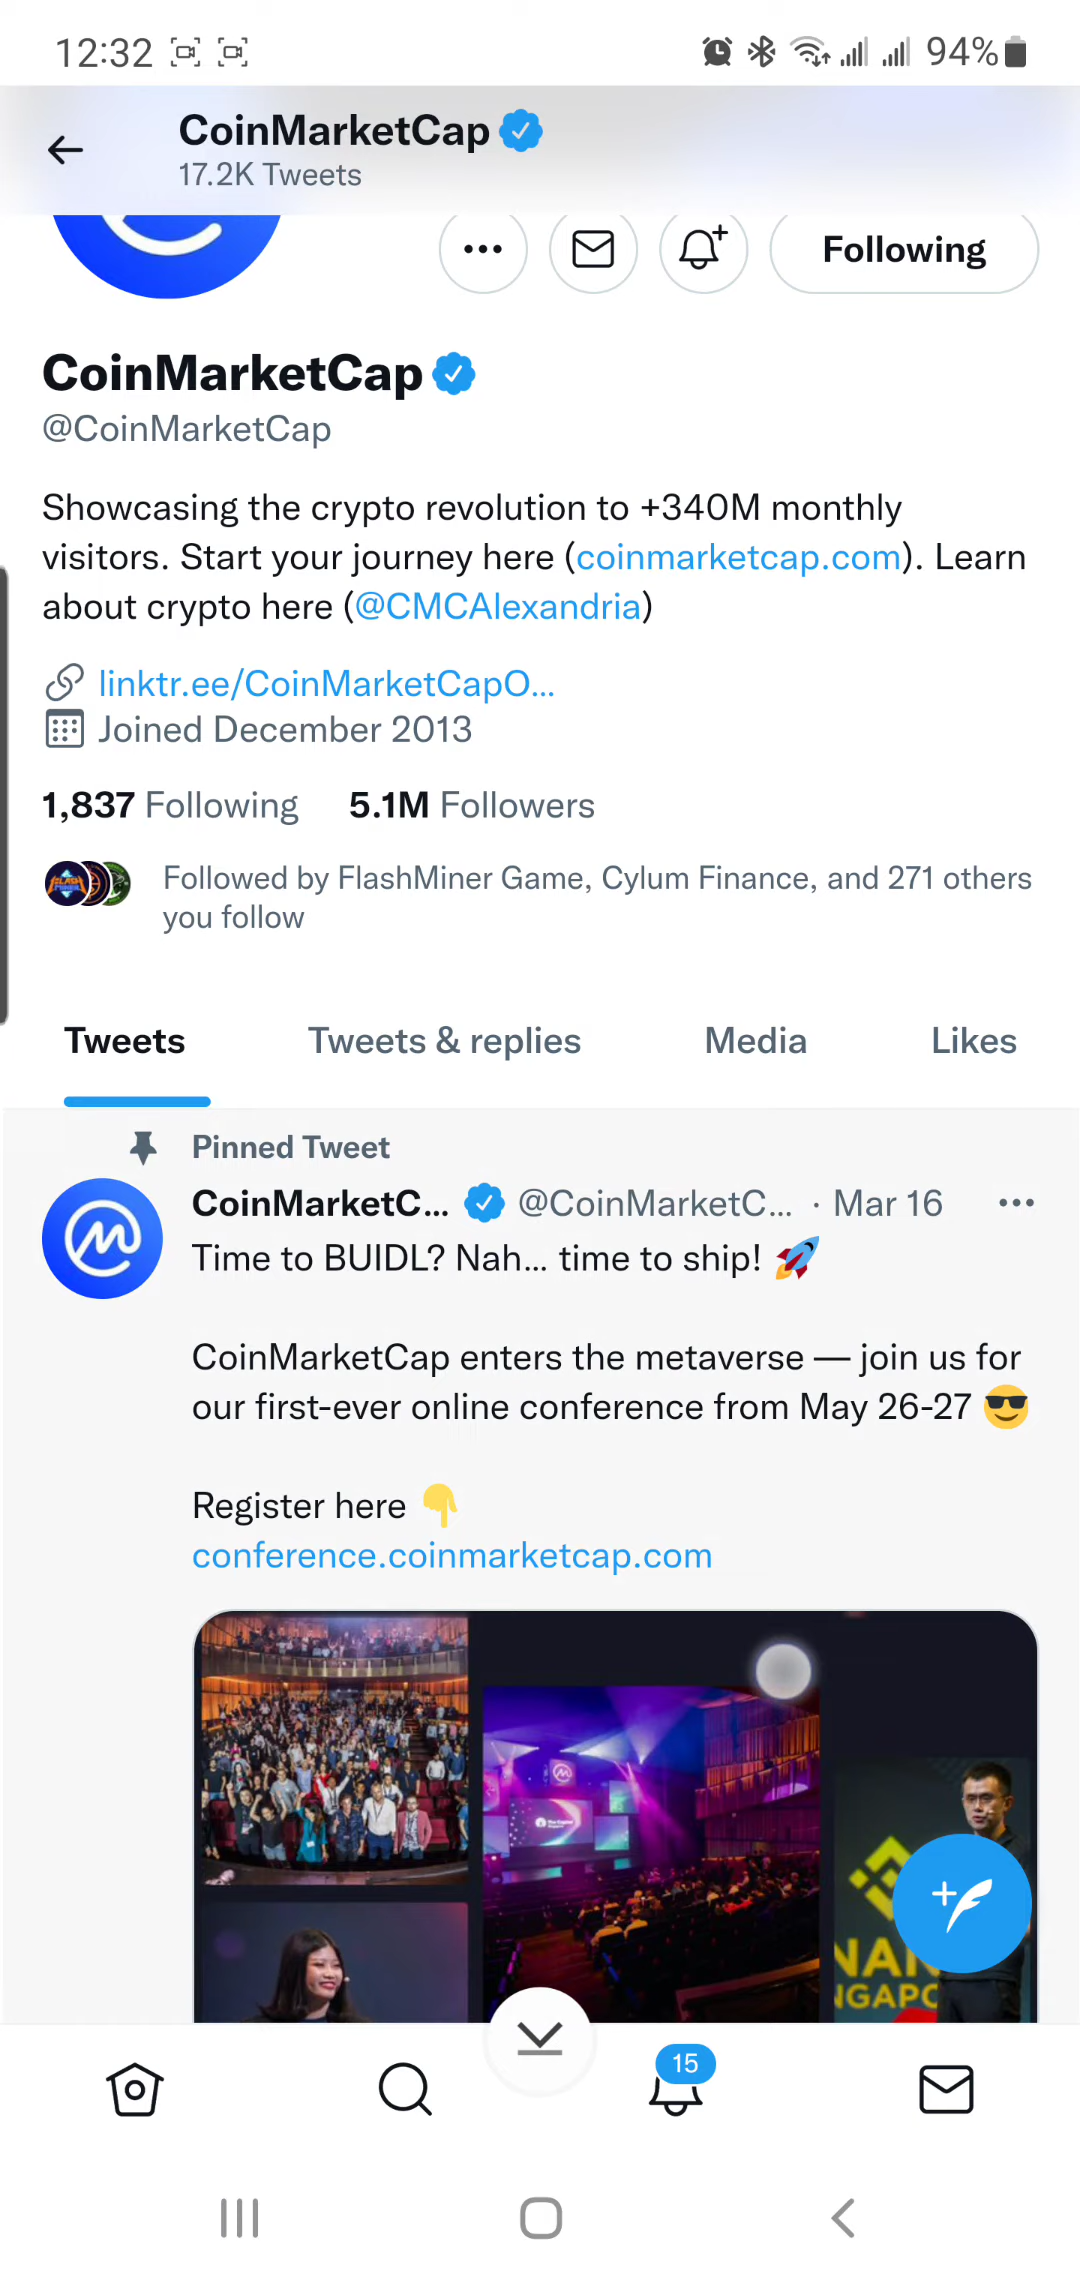 12:32
94%
CoinMarketCap
17.2K Tweets
Following
CoinMarketCap
@CoinMarketCap
Showcasing the crypto revolution to +340M monthly
visitors. Start your journey here (coinmarketcap.com). Learn
about crypto here (@CMCAlexandria)
linktr.ee/CoinMarketCapO...
Joined December 2013
1,837 Following 5.1M Followers
Followed by FlashMiner Game, Cylum Finance, and 271 others
you follow
Tweets Tweets & replies Media Likes
Pinned Tweet
CoinMarketC... @CoinMarketC... · Mar 16
Time to BUIDL? Nah... time to ship! 🚀
CoinMarketCap enters the metaverse — join us for
our first-ever online conference from May 26-27 😎
Register here 👇
conference.coinmarketcap.com
15